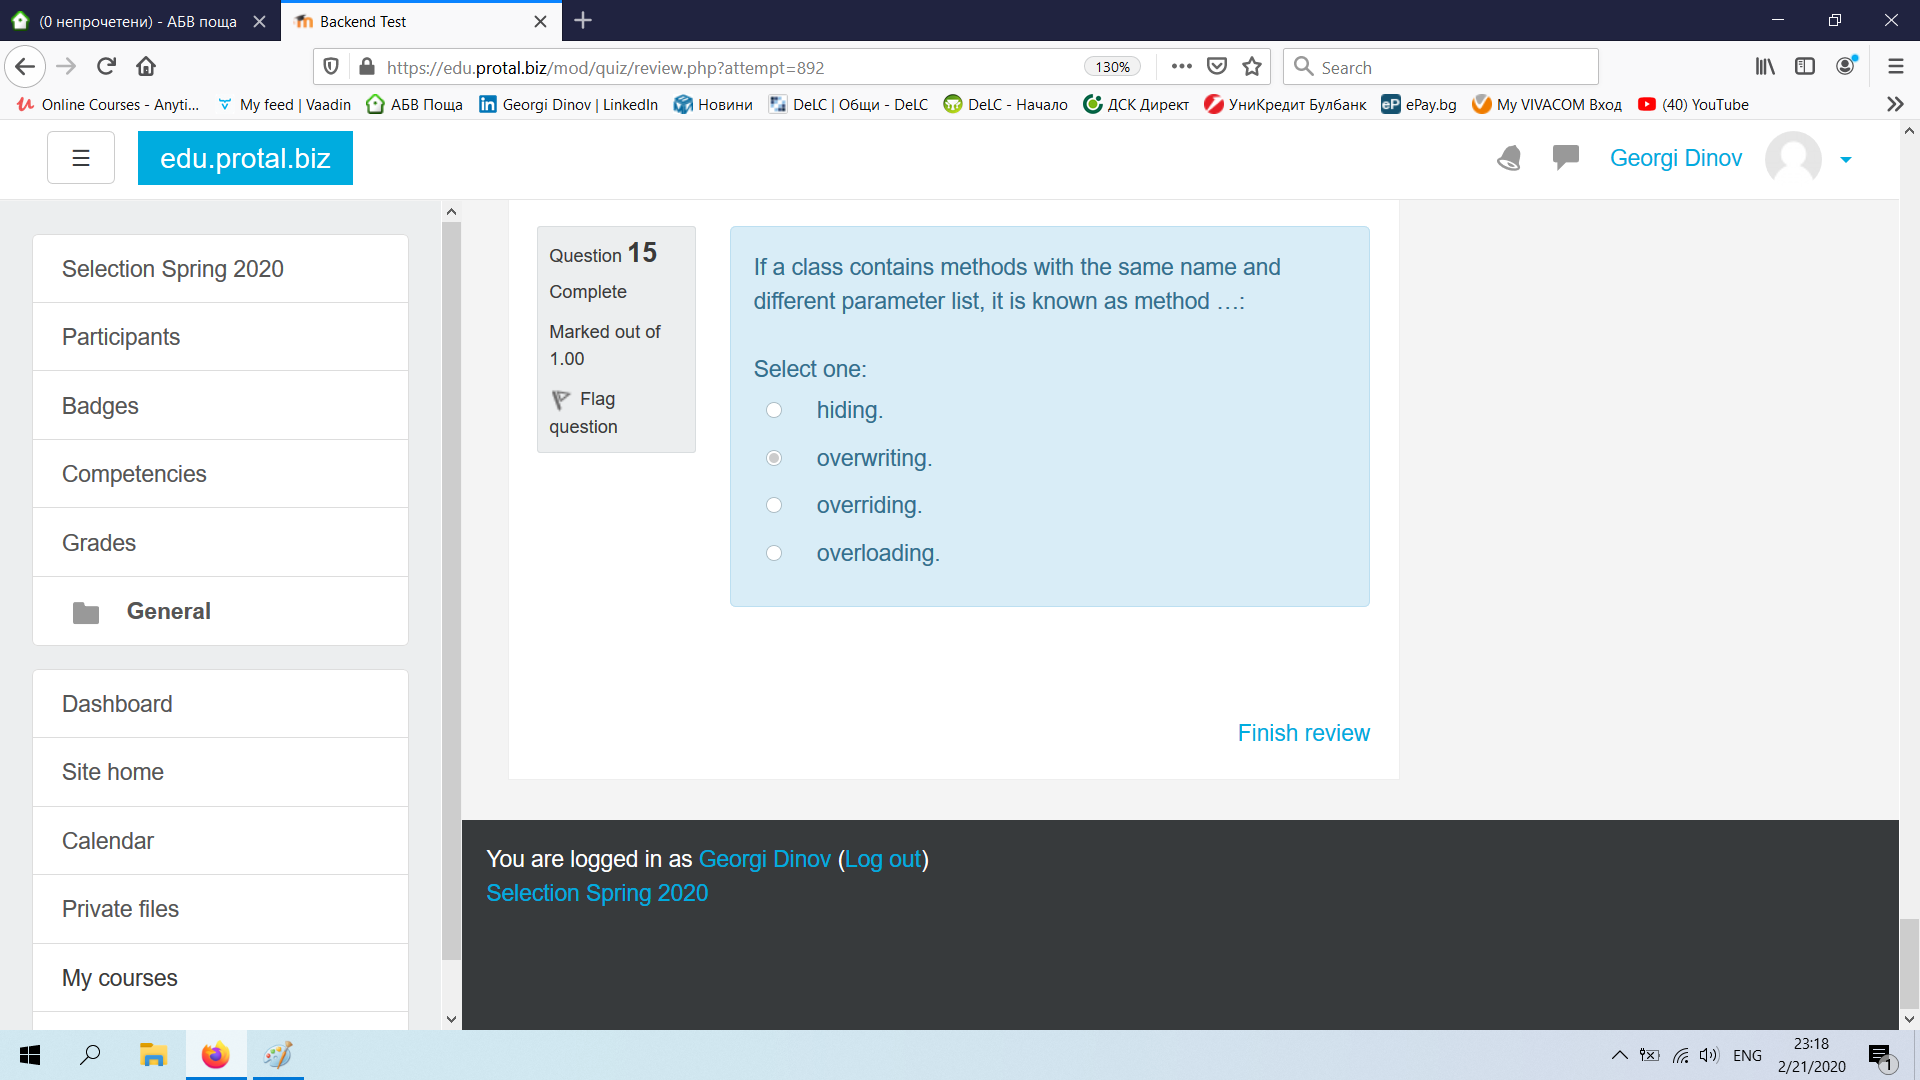 (0 непрочетени) - АБВ поща
Backend Test
https://edu.protal.biz/mod/quiz/review.php?attempt=892
130%
Search
Online Courses - Anyti...
My feed | Vaadin
АБВ Поща
Georgi Dinov | LinkedIn
Новини
DeLC | Общи - DeLC
DeLC - Начало
ДСК Директ
УниКредит Булбанк
ePay.bg
My VIVACOM Вход
(40) YouTube
edu.protal.biz
Georgi Dinov
Selection Spring 2020
Participants
Badges
Competencies
Grades
General
Dashboard
Site home
Calendar
Private files
My courses
Question 15
Complete
Marked out of
1.00
Flag
question
If a class contains methods with the same name and
different parameter list, it is known as method …:
Select one:
hiding.
overwriting.
overriding.
overloading.
Finish review
You are logged in as Georgi Dinov (Log out)
Selection Spring 2020
ENG
23:18
2/21/2020
1